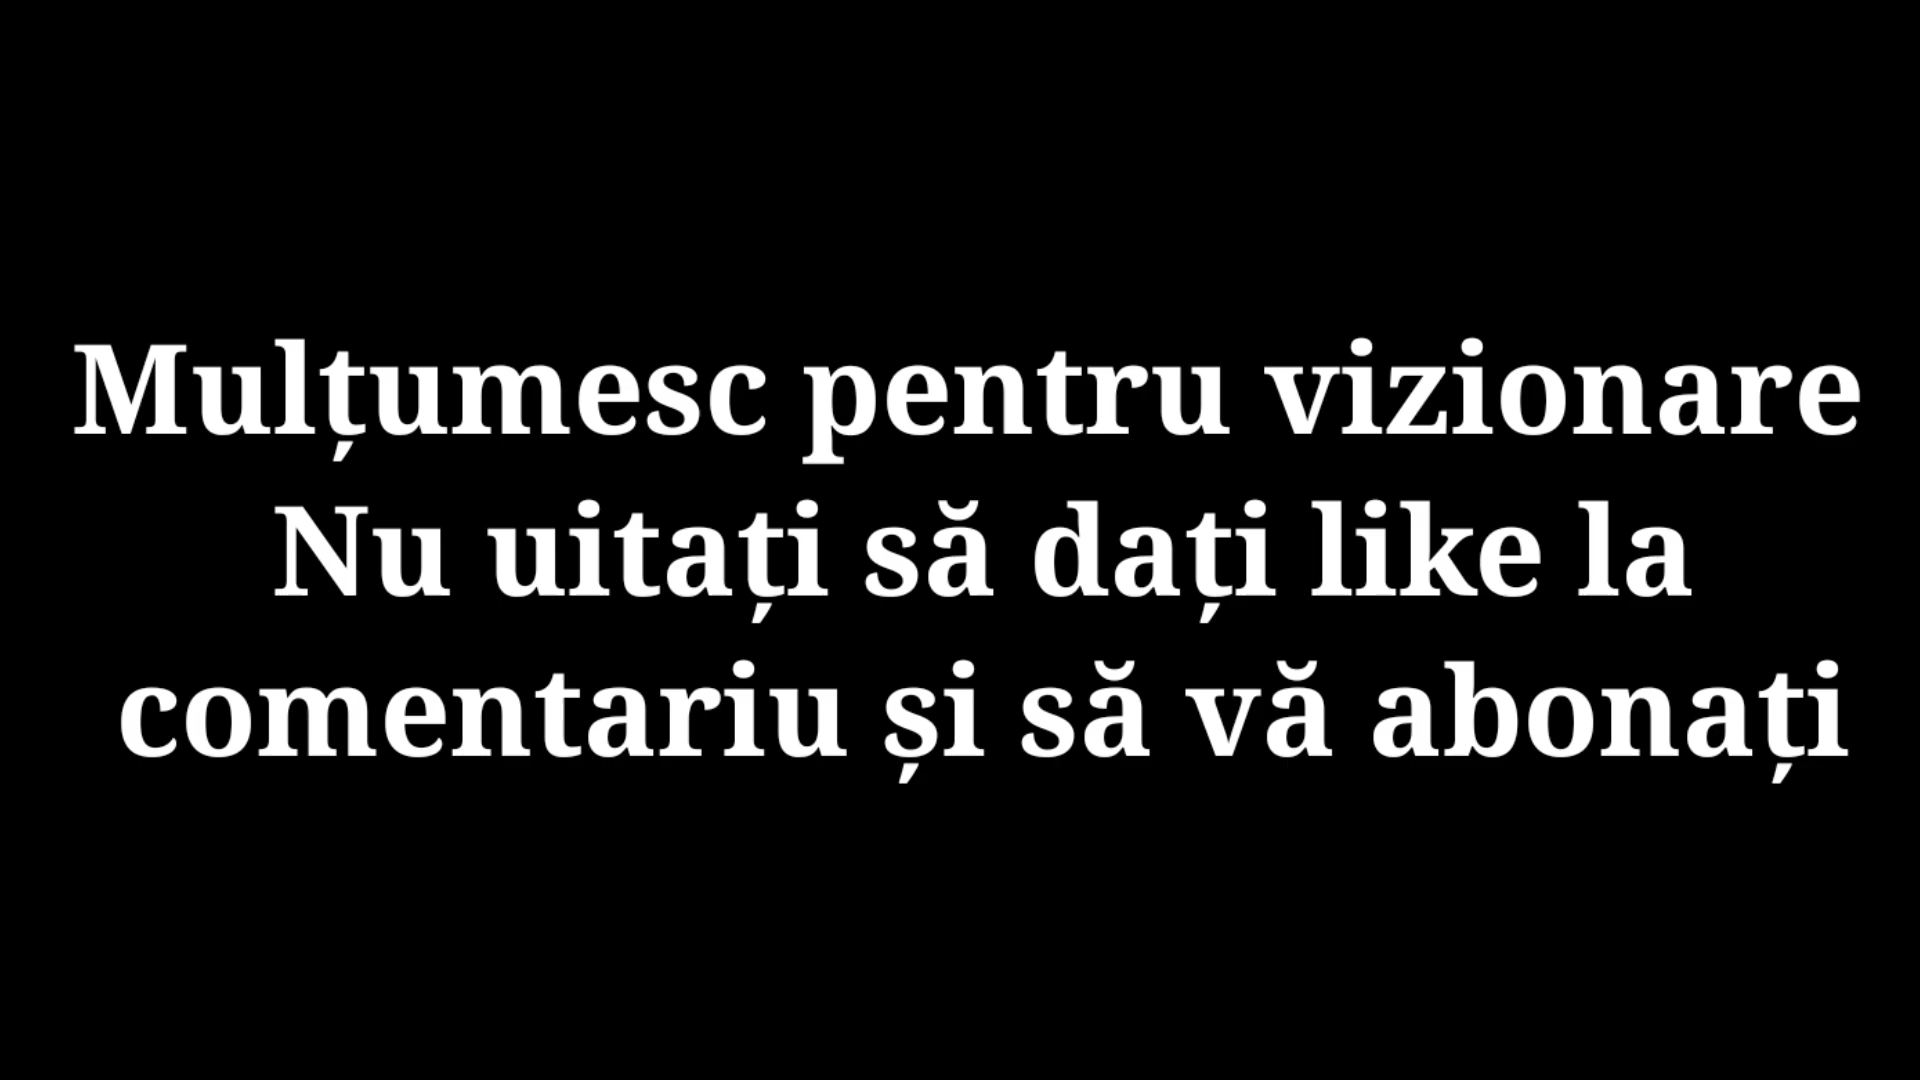 Mulțumesc pentru vizionare
Nu uitați să dați like la
comentariu și să vă abonați